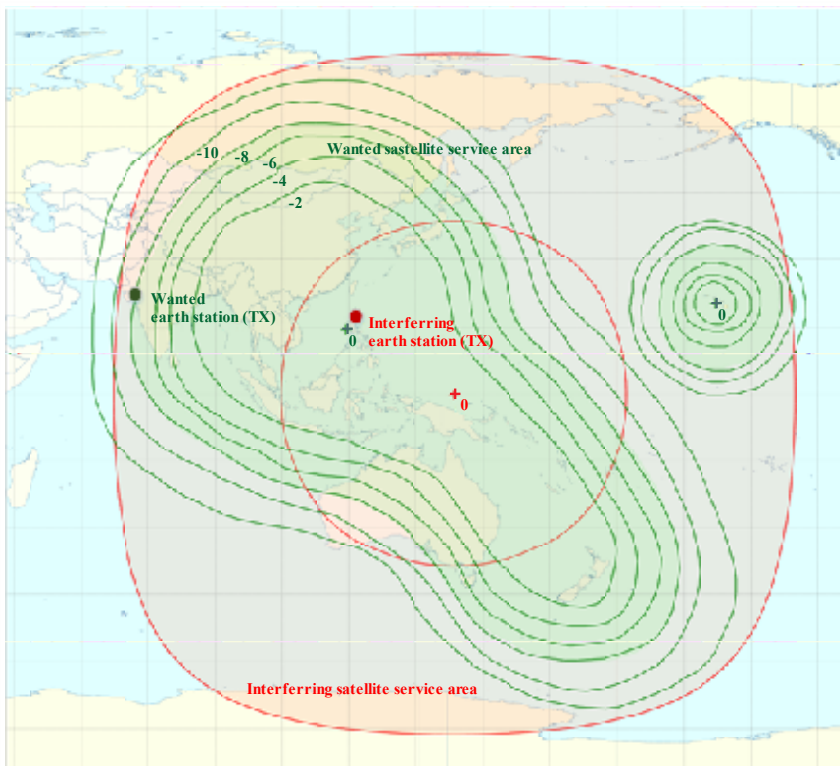 Wanted sastellite service area
-10
-8
-6
-4
-2
Wanted
earth station (TX)
Interferring
earth station (TX)
0
0
0
Interferring satellite service area